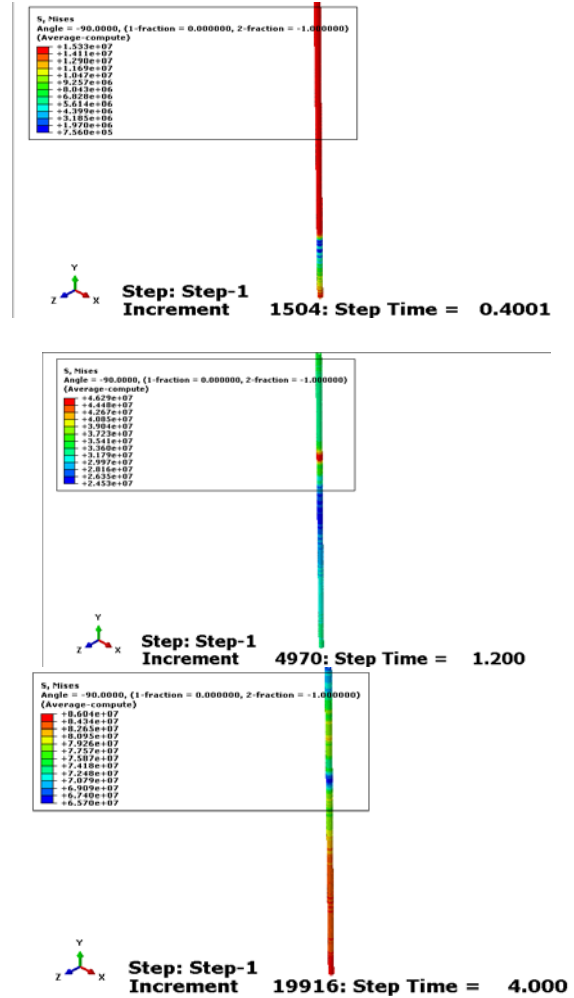 S, Mises
Angle = -90.0000, (1-fraction = 0.000000, 2-fraction = -1.000000)
(Average-compute)
+1.533e+07
+1.411e+07
+1.290e+07
+1.169e+07
+1.047e+07
+9.257e+06
+8.043e+06
+6.828e+06
+5.614e+06
+4.399e+06
+3.185e+06
+1.970e+06
+7.560e+05
Y
Z X
Step: Step-1
Increment 1504: Step Time = 0.4001
S, Mises
Angle = -90.0000, (1-fraction = 0.000000, 2-fraction = -1.000000)
(Average-compute)
+4.629e+07
+4.448e+07
+4.267e+07
+4.085e+07
+3.904e+07
+3.723e+07
+3.541e+07
+3.360e+07
+3.179e+07
+2.997e+07
+2.816e+07
+2.635e+07
+2.453e+07
Y
Z X
Step: Step-1
Increment 4970: Step Time = 1.200
S, Mises
Angle = -90.0000, (1-fraction = 0.000000, 2-fraction = -1.000000)
(Average-compute)
+8.604e+07
+8.434e+07
+8.265e+07
+8.095e+07
+7.926e+07
+7.757e+07
+7.587e+07
+7.418e+07
+7.248e+07
+7.079e+07
+6.909e+07
+6.740e+07
+6.570e+07
Y
Z X
Step: Step-1
Increment 19916: Step Time = 4.000